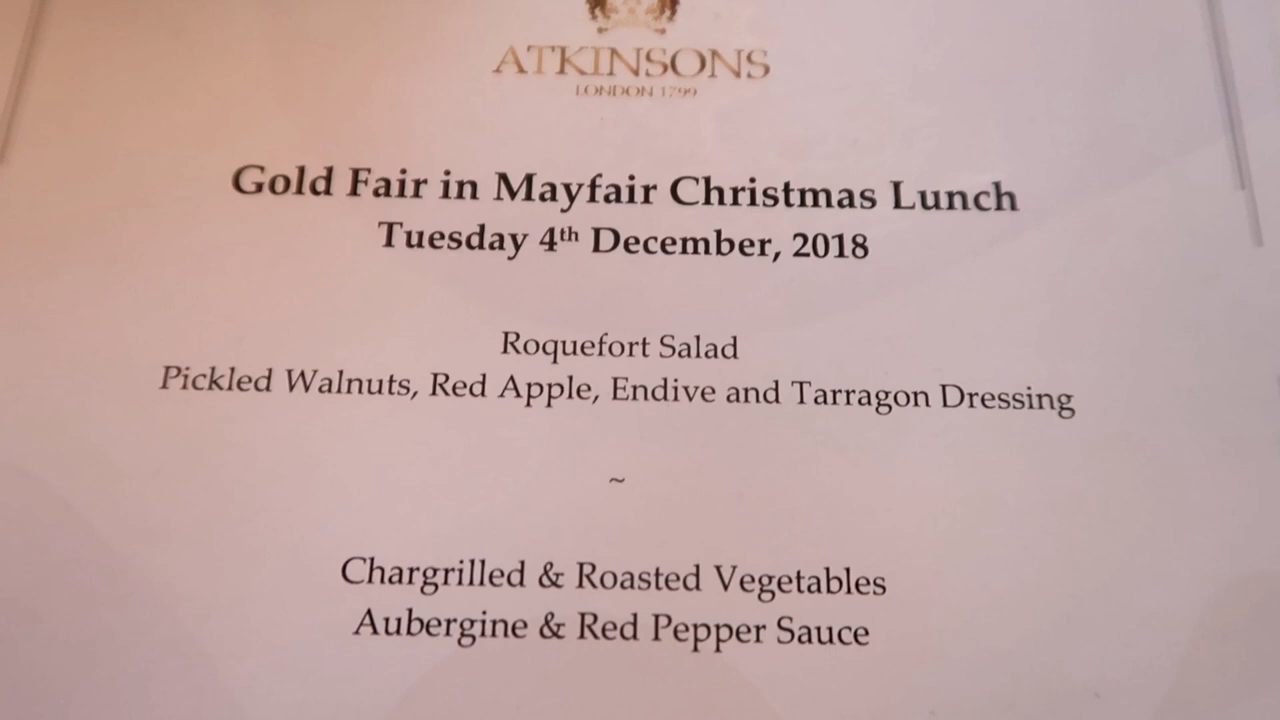 ATKINSONS
LONDON 1799
Gold Fair in Mayfair Christmas Lunch
Tuesday 4th December, 2018
Roquefort Salad
Pickled Walnuts, Red Apple, Endive and Tarragon Dressing
~
Chargrilled & Roasted Vegetables
Aubergine & Red Pepper Sauce